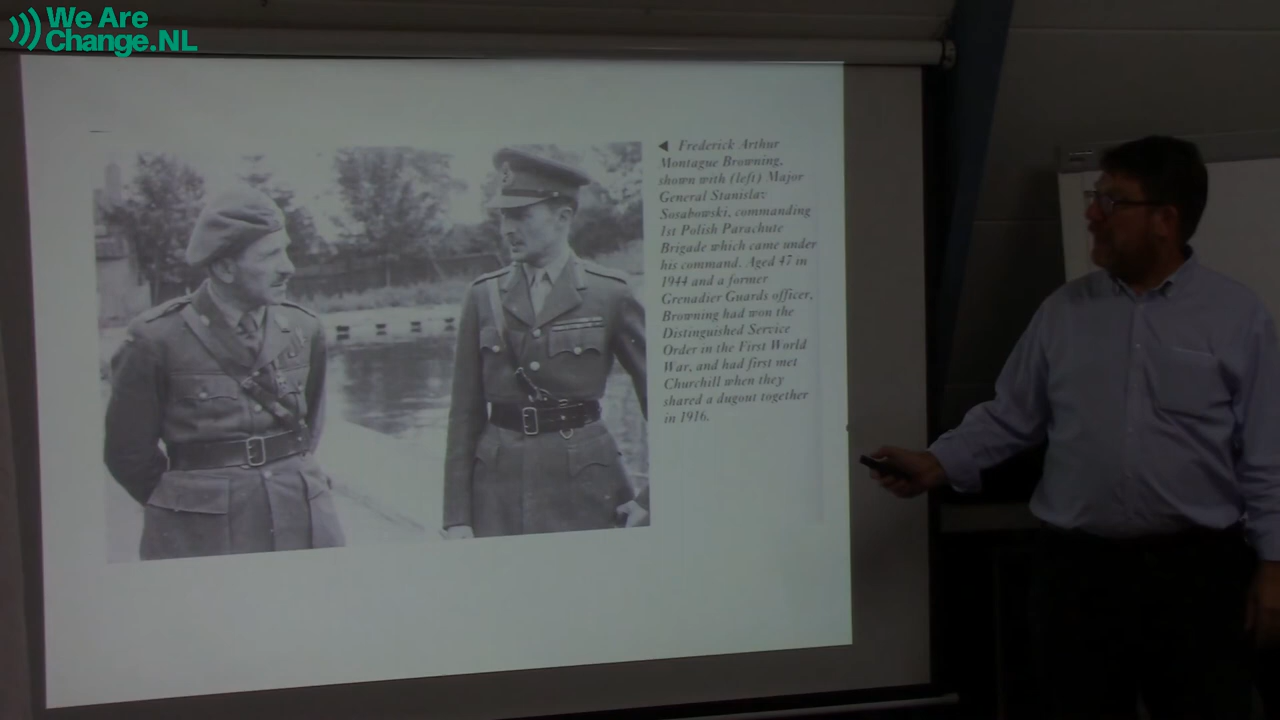 We Are
Change.NL
◀ Frederick Arthur
Montague Browning,
shown with (left) Major
General Stanislav
Sosabowski, commanding
1st Polish Parachute
Brigade which came under
his command. Aged 47 in
1944 and a former
Grenadier Guards officer,
Browning had won the
Distinguished Service
Order in the First World
War, and had first met
Churchill when they
shared a dugout together
in 1916.